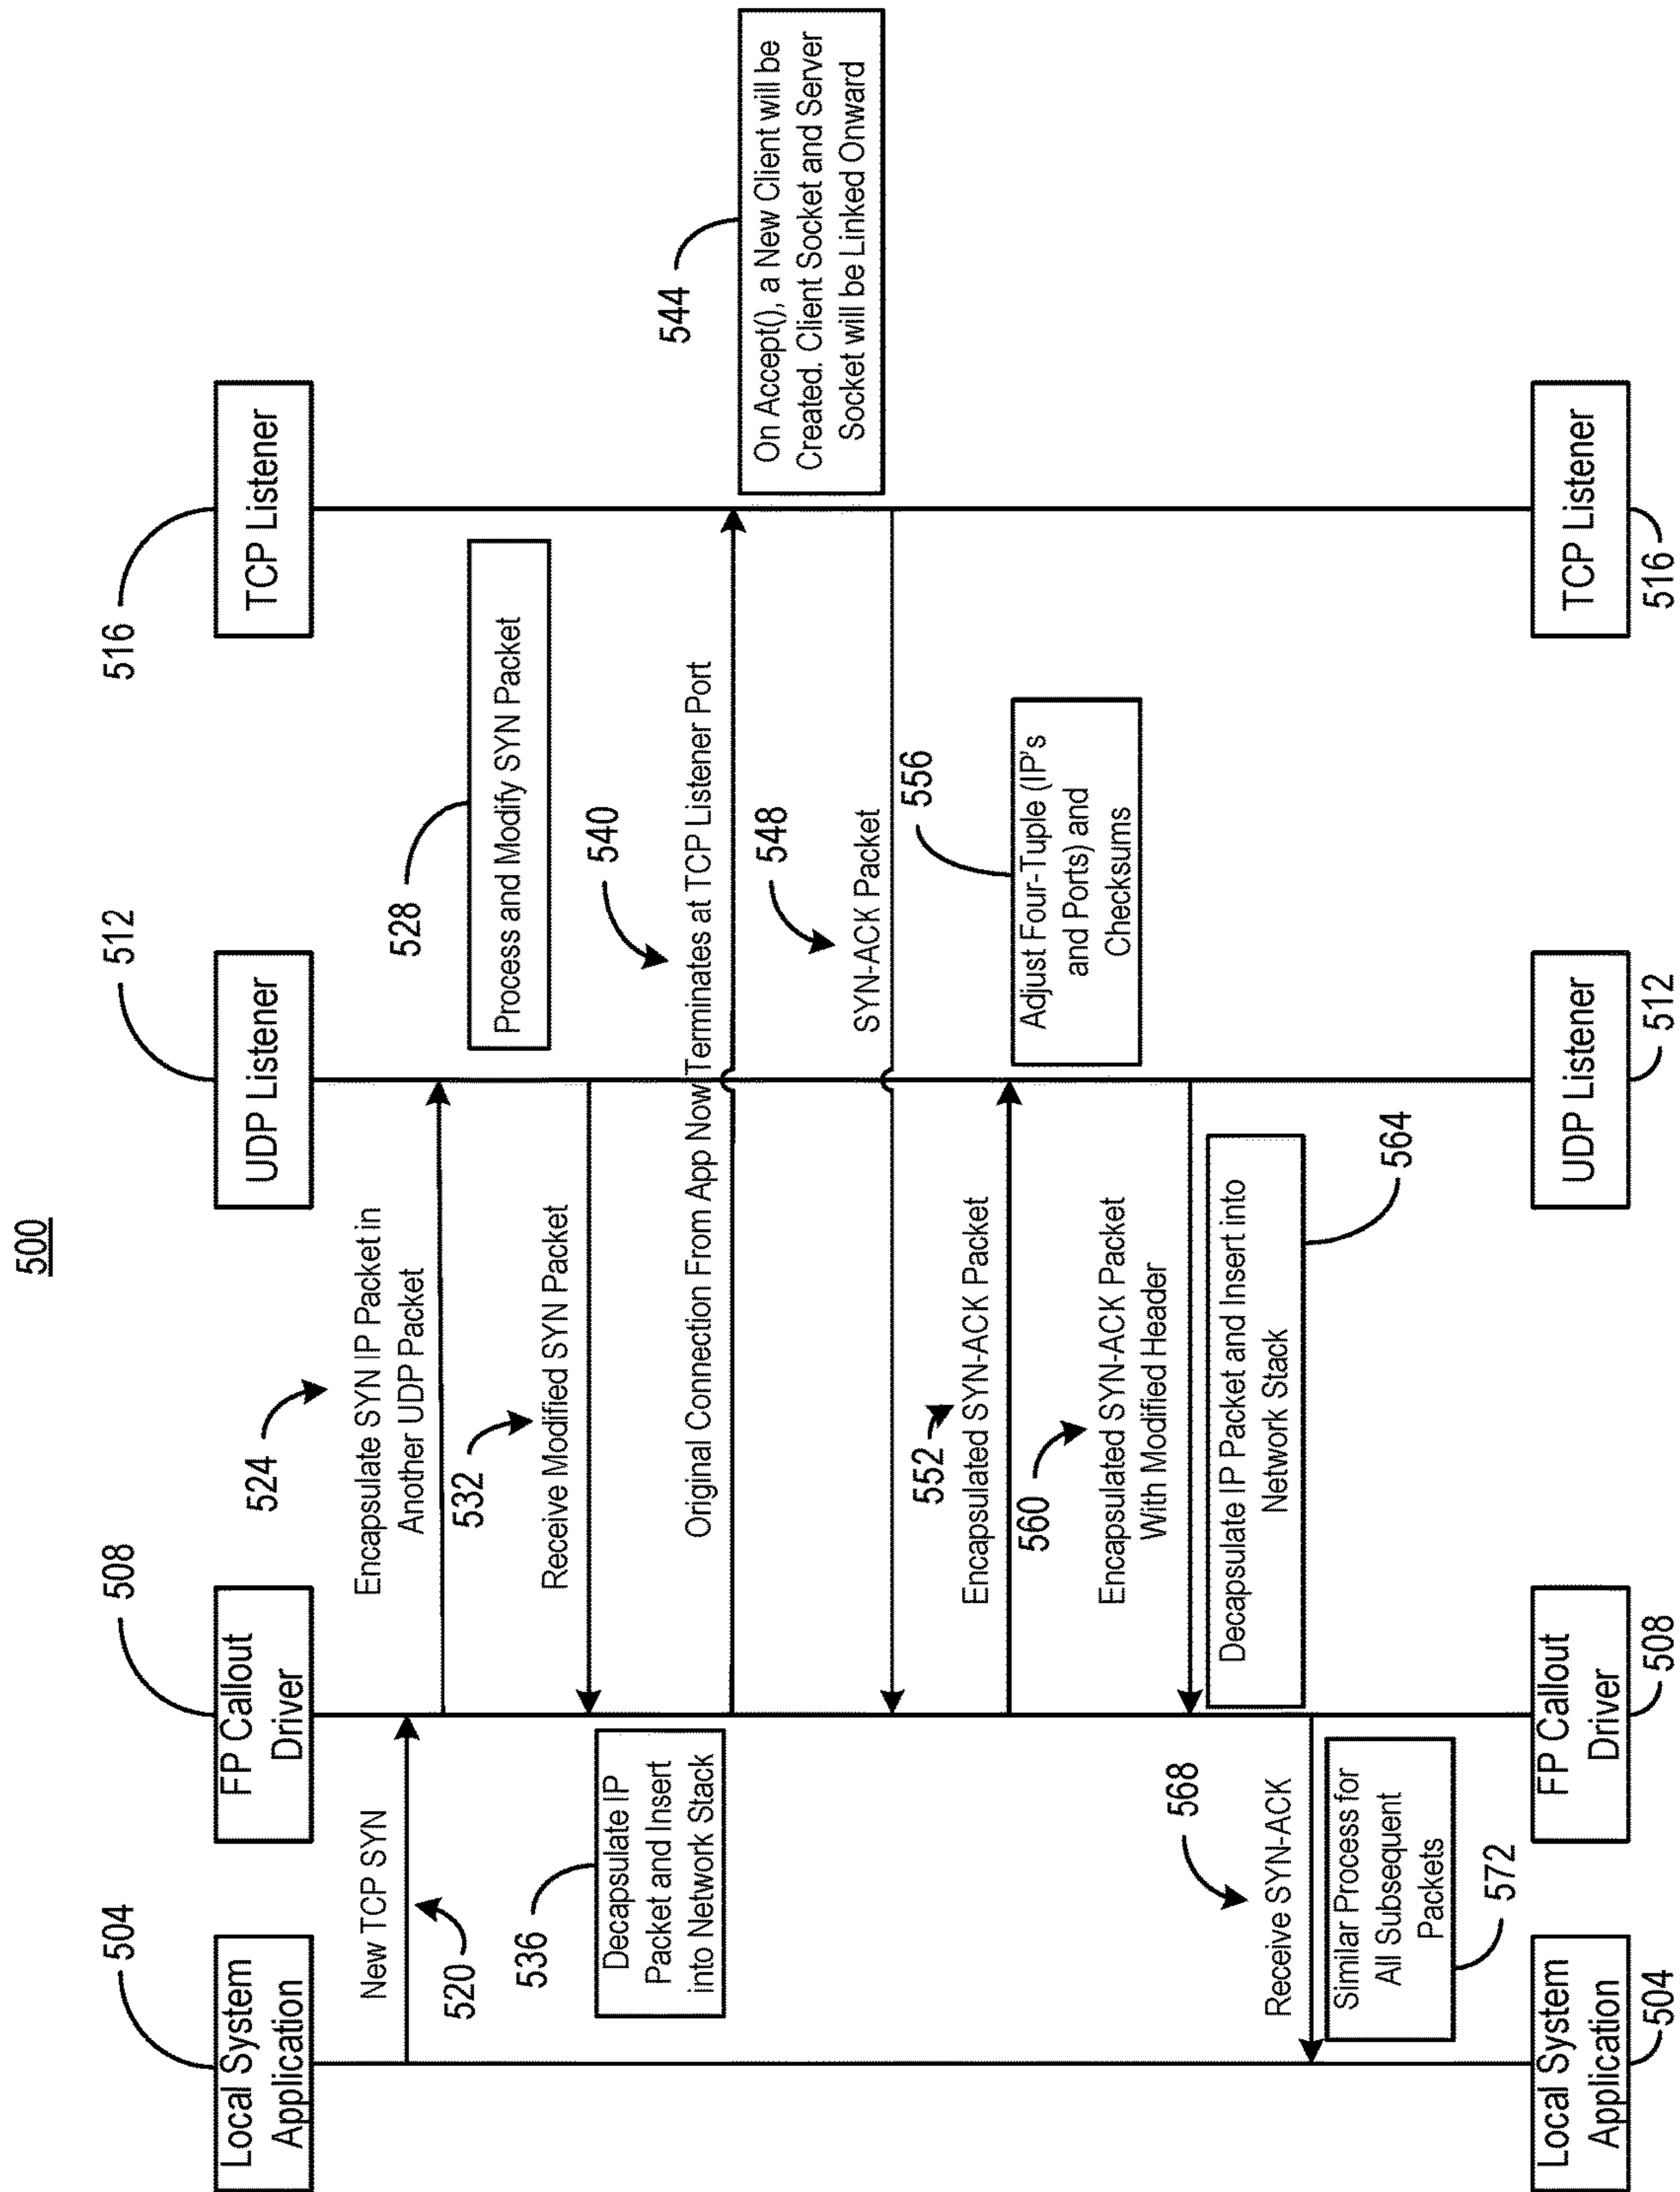 500
504
508
512
516
Local System
Application
FP Callout
Driver
UDP Listener
TCP Listener
New TCP SYN
520
524
Encapsulate SYN IP Packet in
Another UDP Packet
528
Process and Modify SYN Packet
532
Receive Modified SYN Packet
536
Decapsulate IP
Packet and Insert
into Network Stack
540
Original Connection From App Now Terminates at TCP Listener Port
544
On Accept(), a New Client will be
Created. Client Socket and Server
Socket will be Linked Onward
548
SYN-ACK Packet
552
Encapsulated SYN-ACK Packet
556
Adjust Four-Tuple (IP's
and Ports) and
Checksums
560
Encapsulated SYN-ACK Packet
With Modified Header
Decapsulate IP Packet and Insert into
Network Stack
564
568
Receive SYN-ACK
Similar Process for
All Subsequent
Packets
572
Local System
Application
FP Callout
Driver
UDP Listener
TCP Listener
504
508
512
516